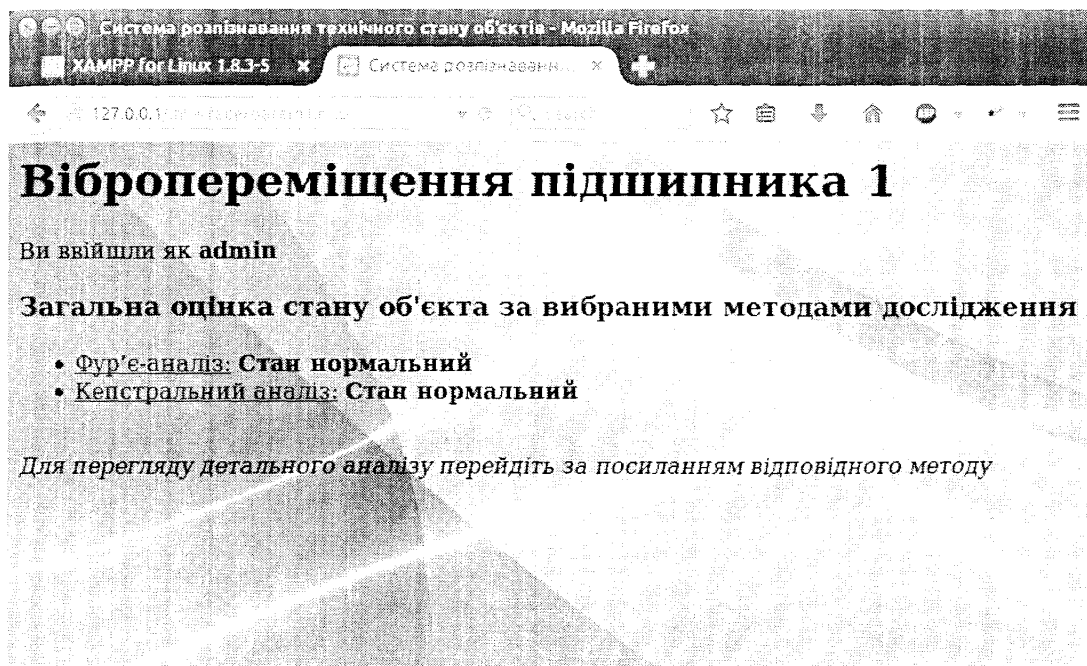 Система розпізнавання технічного стану об'єктів - Mozilla Firefox
XAMPP for Linux 1.8.3-5
Система розпізнаванн...
127.0.0.1
Вібропереміщення підшипника 1
Ви ввійшли як admin
Загальна оцінка стану об'єкта за вибраними методами дослідження
• Фур'є-аналіз: Стан нормальний
• Кепстральний аналіз: Стан нормальний
Для перегляду детального аналізу перейдіть за посиланням відповідного методу